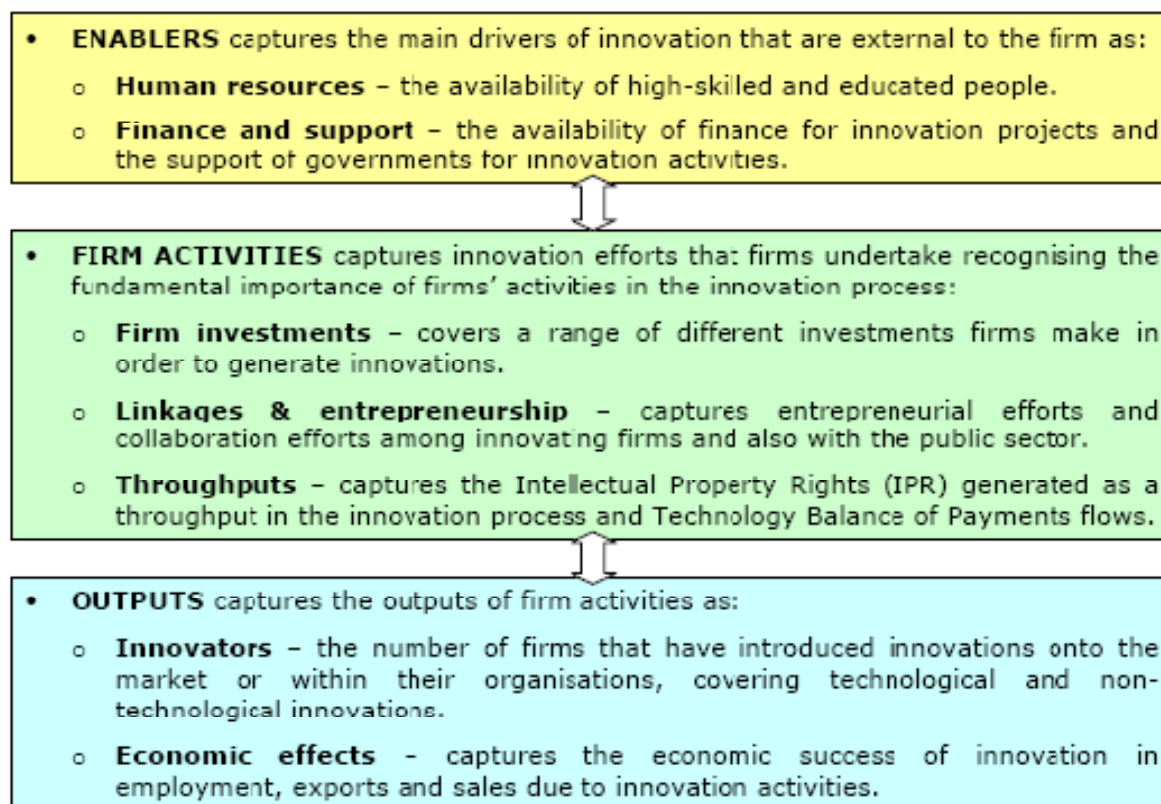 • ENABLERS captures the main drivers of innovation that are external to the firm as:
o Human resources – the availability of high-skilled and educated people.
o Finance and support – the availability of finance for innovation projects and
the support of governments for innovation activities.
• FIRM ACTIVITIES captures innovation efforts that firms undertake recognising the
fundamental importance of firms' activities in the innovation process:
o Firm investments – covers a range of different investments firms make in
order to generate innovations.
o Linkages & entrepreneurship – captures entrepreneurial efforts and
collaboration efforts among innovating firms and also with the public sector.
o Throughputs – captures the Intellectual Property Rights (IPR) generated as a
throughput in the innovation process and Technology Balance of Payments flows.
• OUTPUTS captures the outputs of firm activities as:
o Innovators – the number of firms that have introduced innovations onto the
market or within their organisations, covering technological and non-
technological innovations.
o Economic effects – captures the economic success of innovation in
employment, exports and sales due to innovation activities.